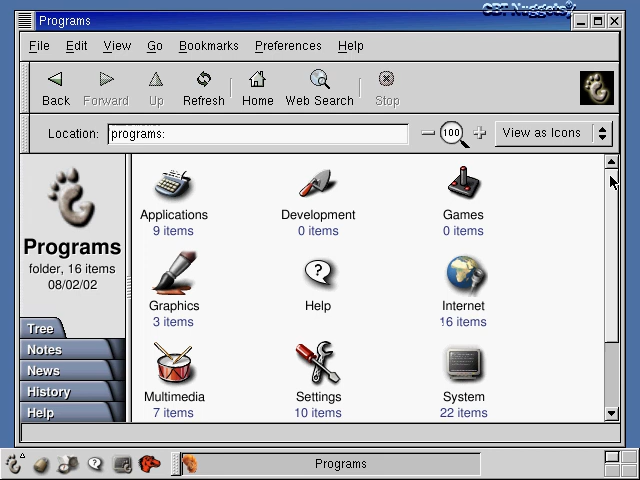 CBT Nuggets
Programs
File Edit View Go Bookmarks Preferences Help
Back Forward Up Refresh Home Web Search Stop
Location: programs: 100 View as Icons
Programs
folder, 16 items
08/02/02
Tree
Notes
News
History
Help
Applications Development Games
9 items 0 items 0 items
Graphics Help Internet
3 items 16 items
Multimedia Settings System
7 items 10 items 22 items
Programs